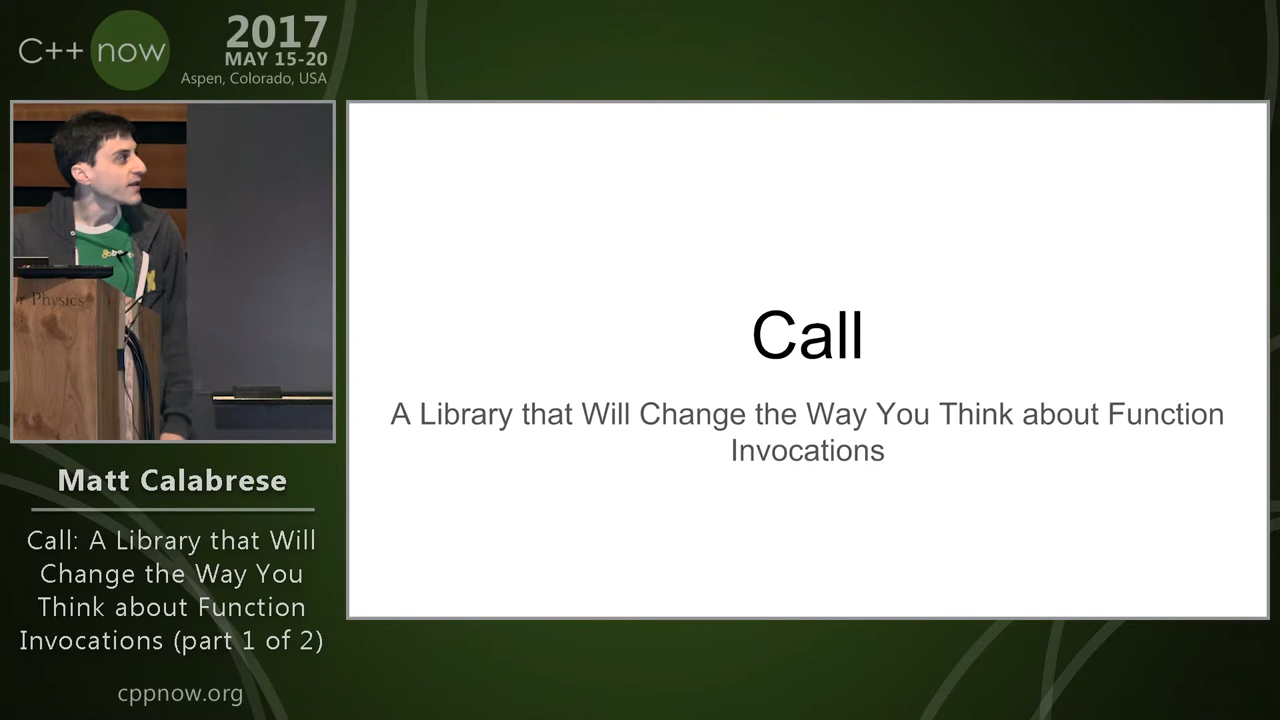 C++ now
2017
MAY 15-20
Aspen, Colorado, USA
Physics
Call
A Library that Will Change the Way You Think about Function
Invocations
Matt Calabrese
Call: A Library that Will
Change the Way You
Think about Function
Invocations (part 1 of 2)
cppnow.org